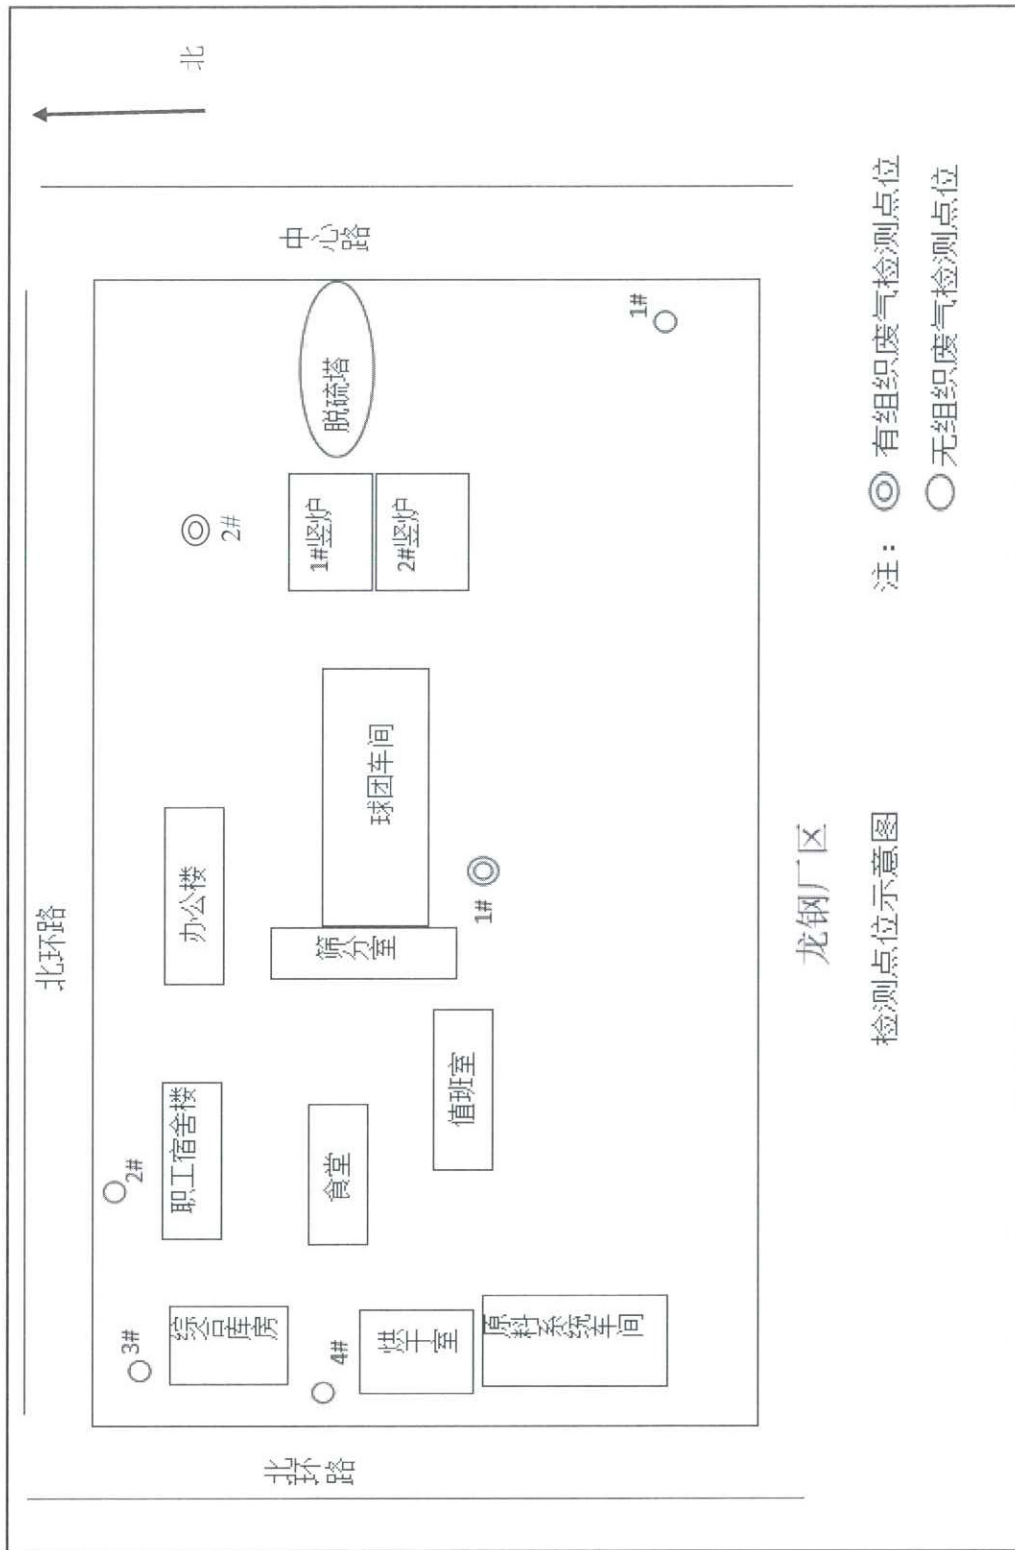 北环路
北
3#
2#
综合库房
职工宿舍楼
办公楼
2#
北环路
4#
食堂
筛分室
球团车间
1#竖炉
脱硫塔
中心路
烘干室
2#竖炉
值班室
1#
原料系统车间
1#
龙钢厂区
检测点位示意图
注：有组织废气检测点位
无组织废气检测点位